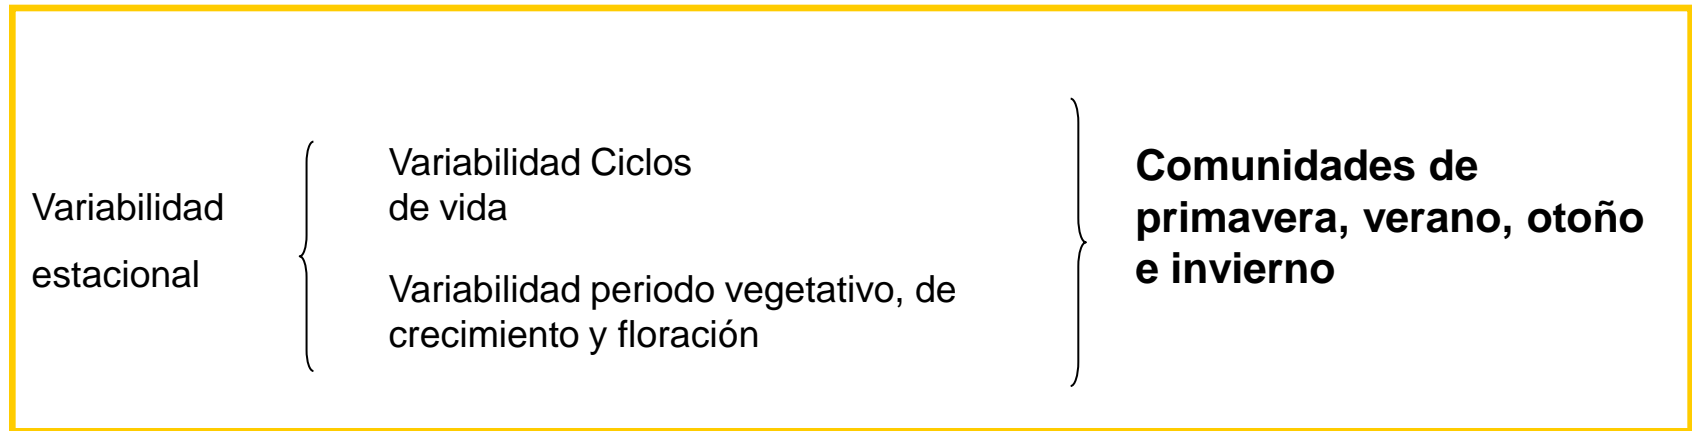 Variabilidad
estacional
Variabilidad Ciclos
de vida
Variabilidad periodo vegetativo, de
crecimiento y floración
Comunidades de
primavera, verano, otoño
e invierno